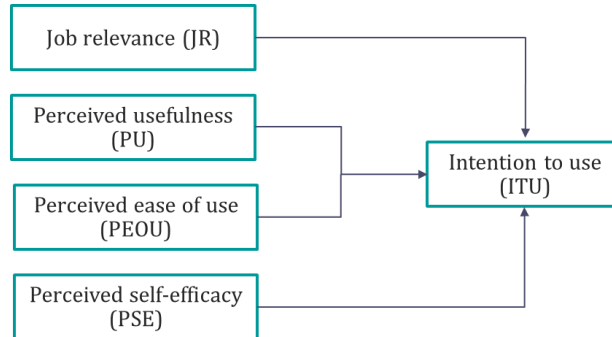 Job relevance (JR)
Perceived usefulness
(PU)
Perceived ease of use
(PEOU)
Perceived self-efficacy
(PSE)
Intention to use
(ITU)